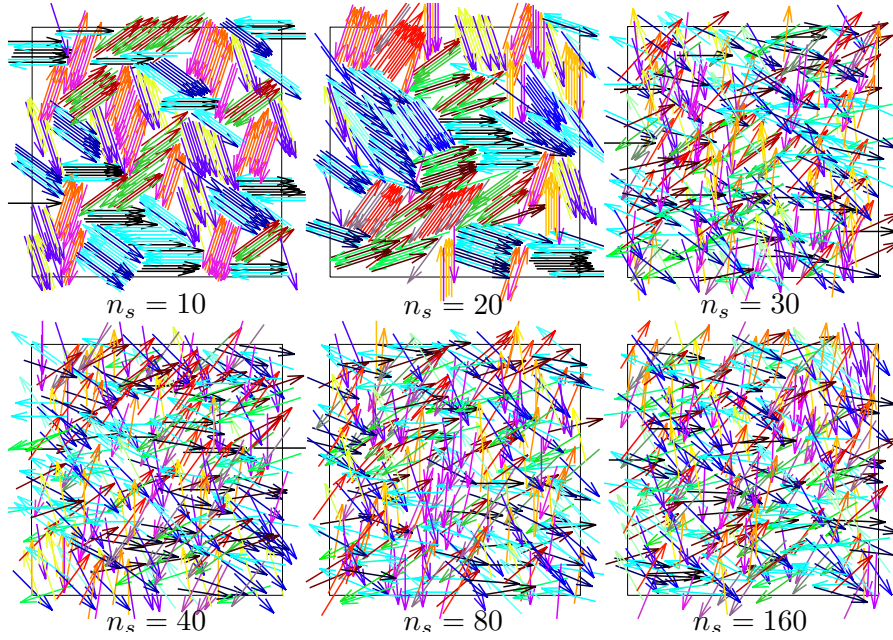 $n_s = 10$ $n_s = 20$ $n_s = 30$
$n_s = 40$ $n_s = 80$ $n_s = 160$